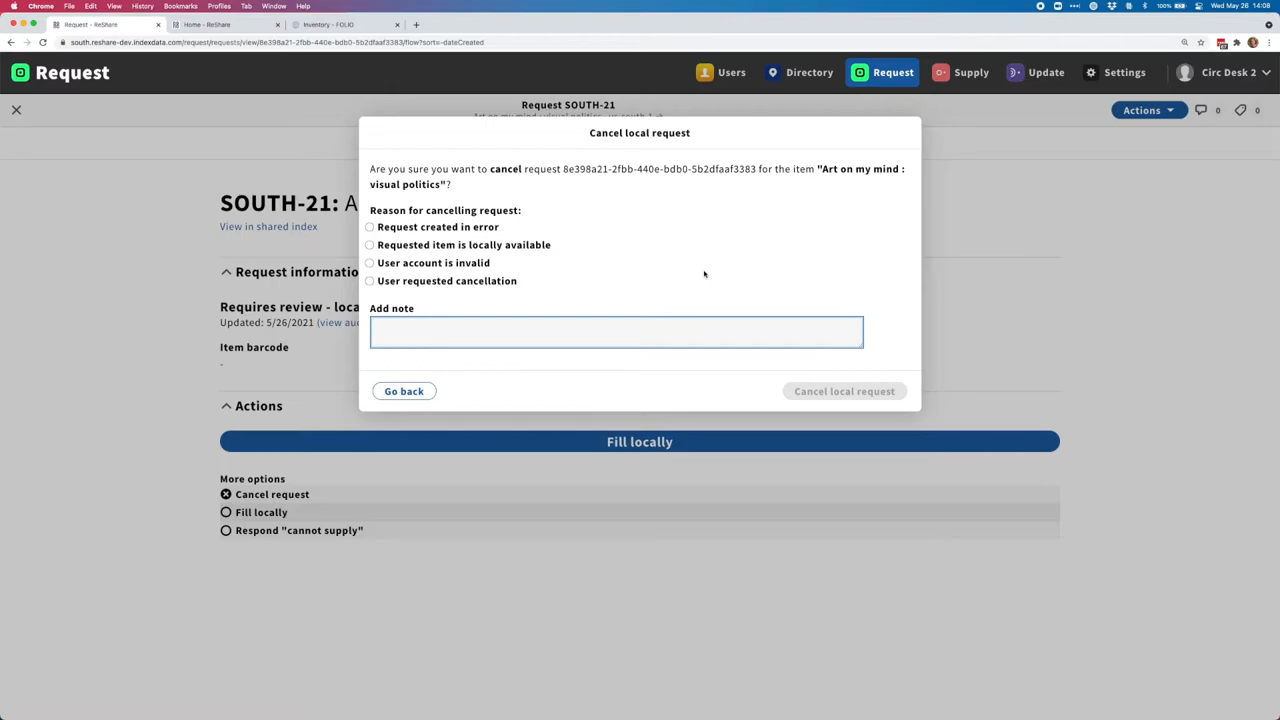 Chrome File Edit View History Bookmarks Profiles Tab Window Help 100% Wed May 26 14:08
Request - ReShare Home - ReShare Inventory - FOLIO
south.reshare-dev.indexdata.com/request/requests/view/8e398a21-2fbb-440e-bdb0-5b2dfaaf3383/flow?sort=-dateCreated
Request Users Directory Request Supply Update Settings Circ Desk 2
Request SOUTH-21
Actions 0 0
Cancel local request
Are you sure you want to cancel request 8e398a21-2fbb-440e-bdb0-5b2dfaaf3383 for the item "Art on my mind :
visual politics"?
Reason for cancelling request:
Request created in error
Requested item is locally available
User account is invalid
User requested cancellation
Add note
Go back Cancel local request
SOUTH-21: A
View in shared index
Request informatio
Requires review - loca
Updated: 5/26/2021 (view au
Item barcode
-
Actions
Fill locally
More options
Cancel request
Fill locally
Respond "cannot supply"